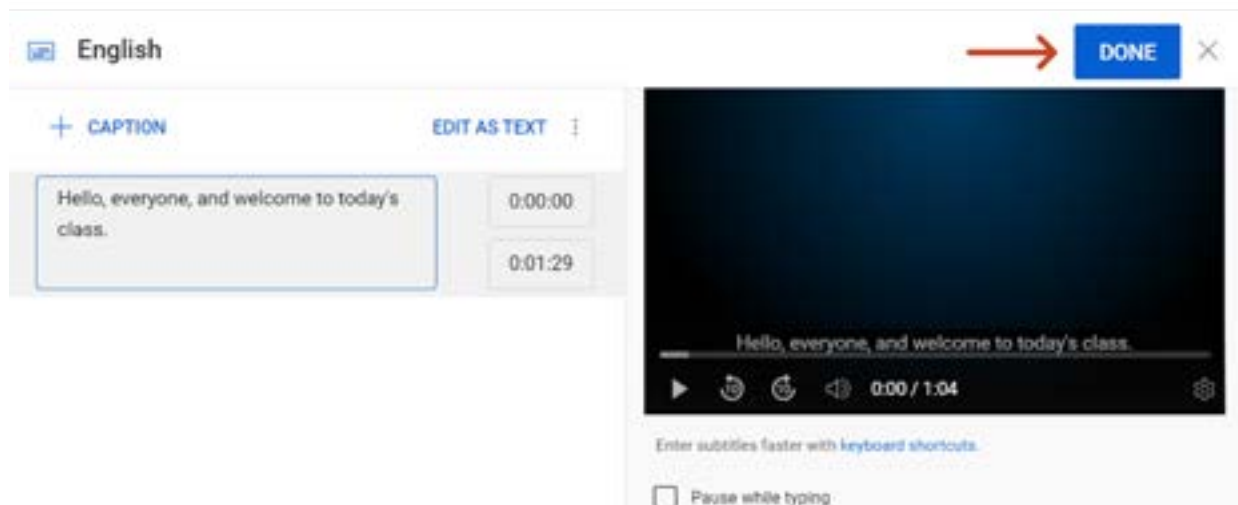 English
DONE
+ CAPTION
EDIT AS TEXT
Hello, everyone, and welcome to today's
class.
0:00:00
0:01:29
Hello, everyone, and welcome to today's class.
10
10
0:00 / 1:04
Enter subtitles faster with keyboard shortcuts.
Pause while typing